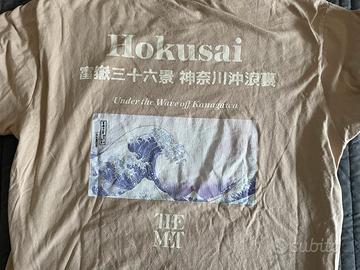 Hokusai
富嶽三十六景 神奈川沖浪裏
Under the Wave off Kanagawa
THE
MET
subito